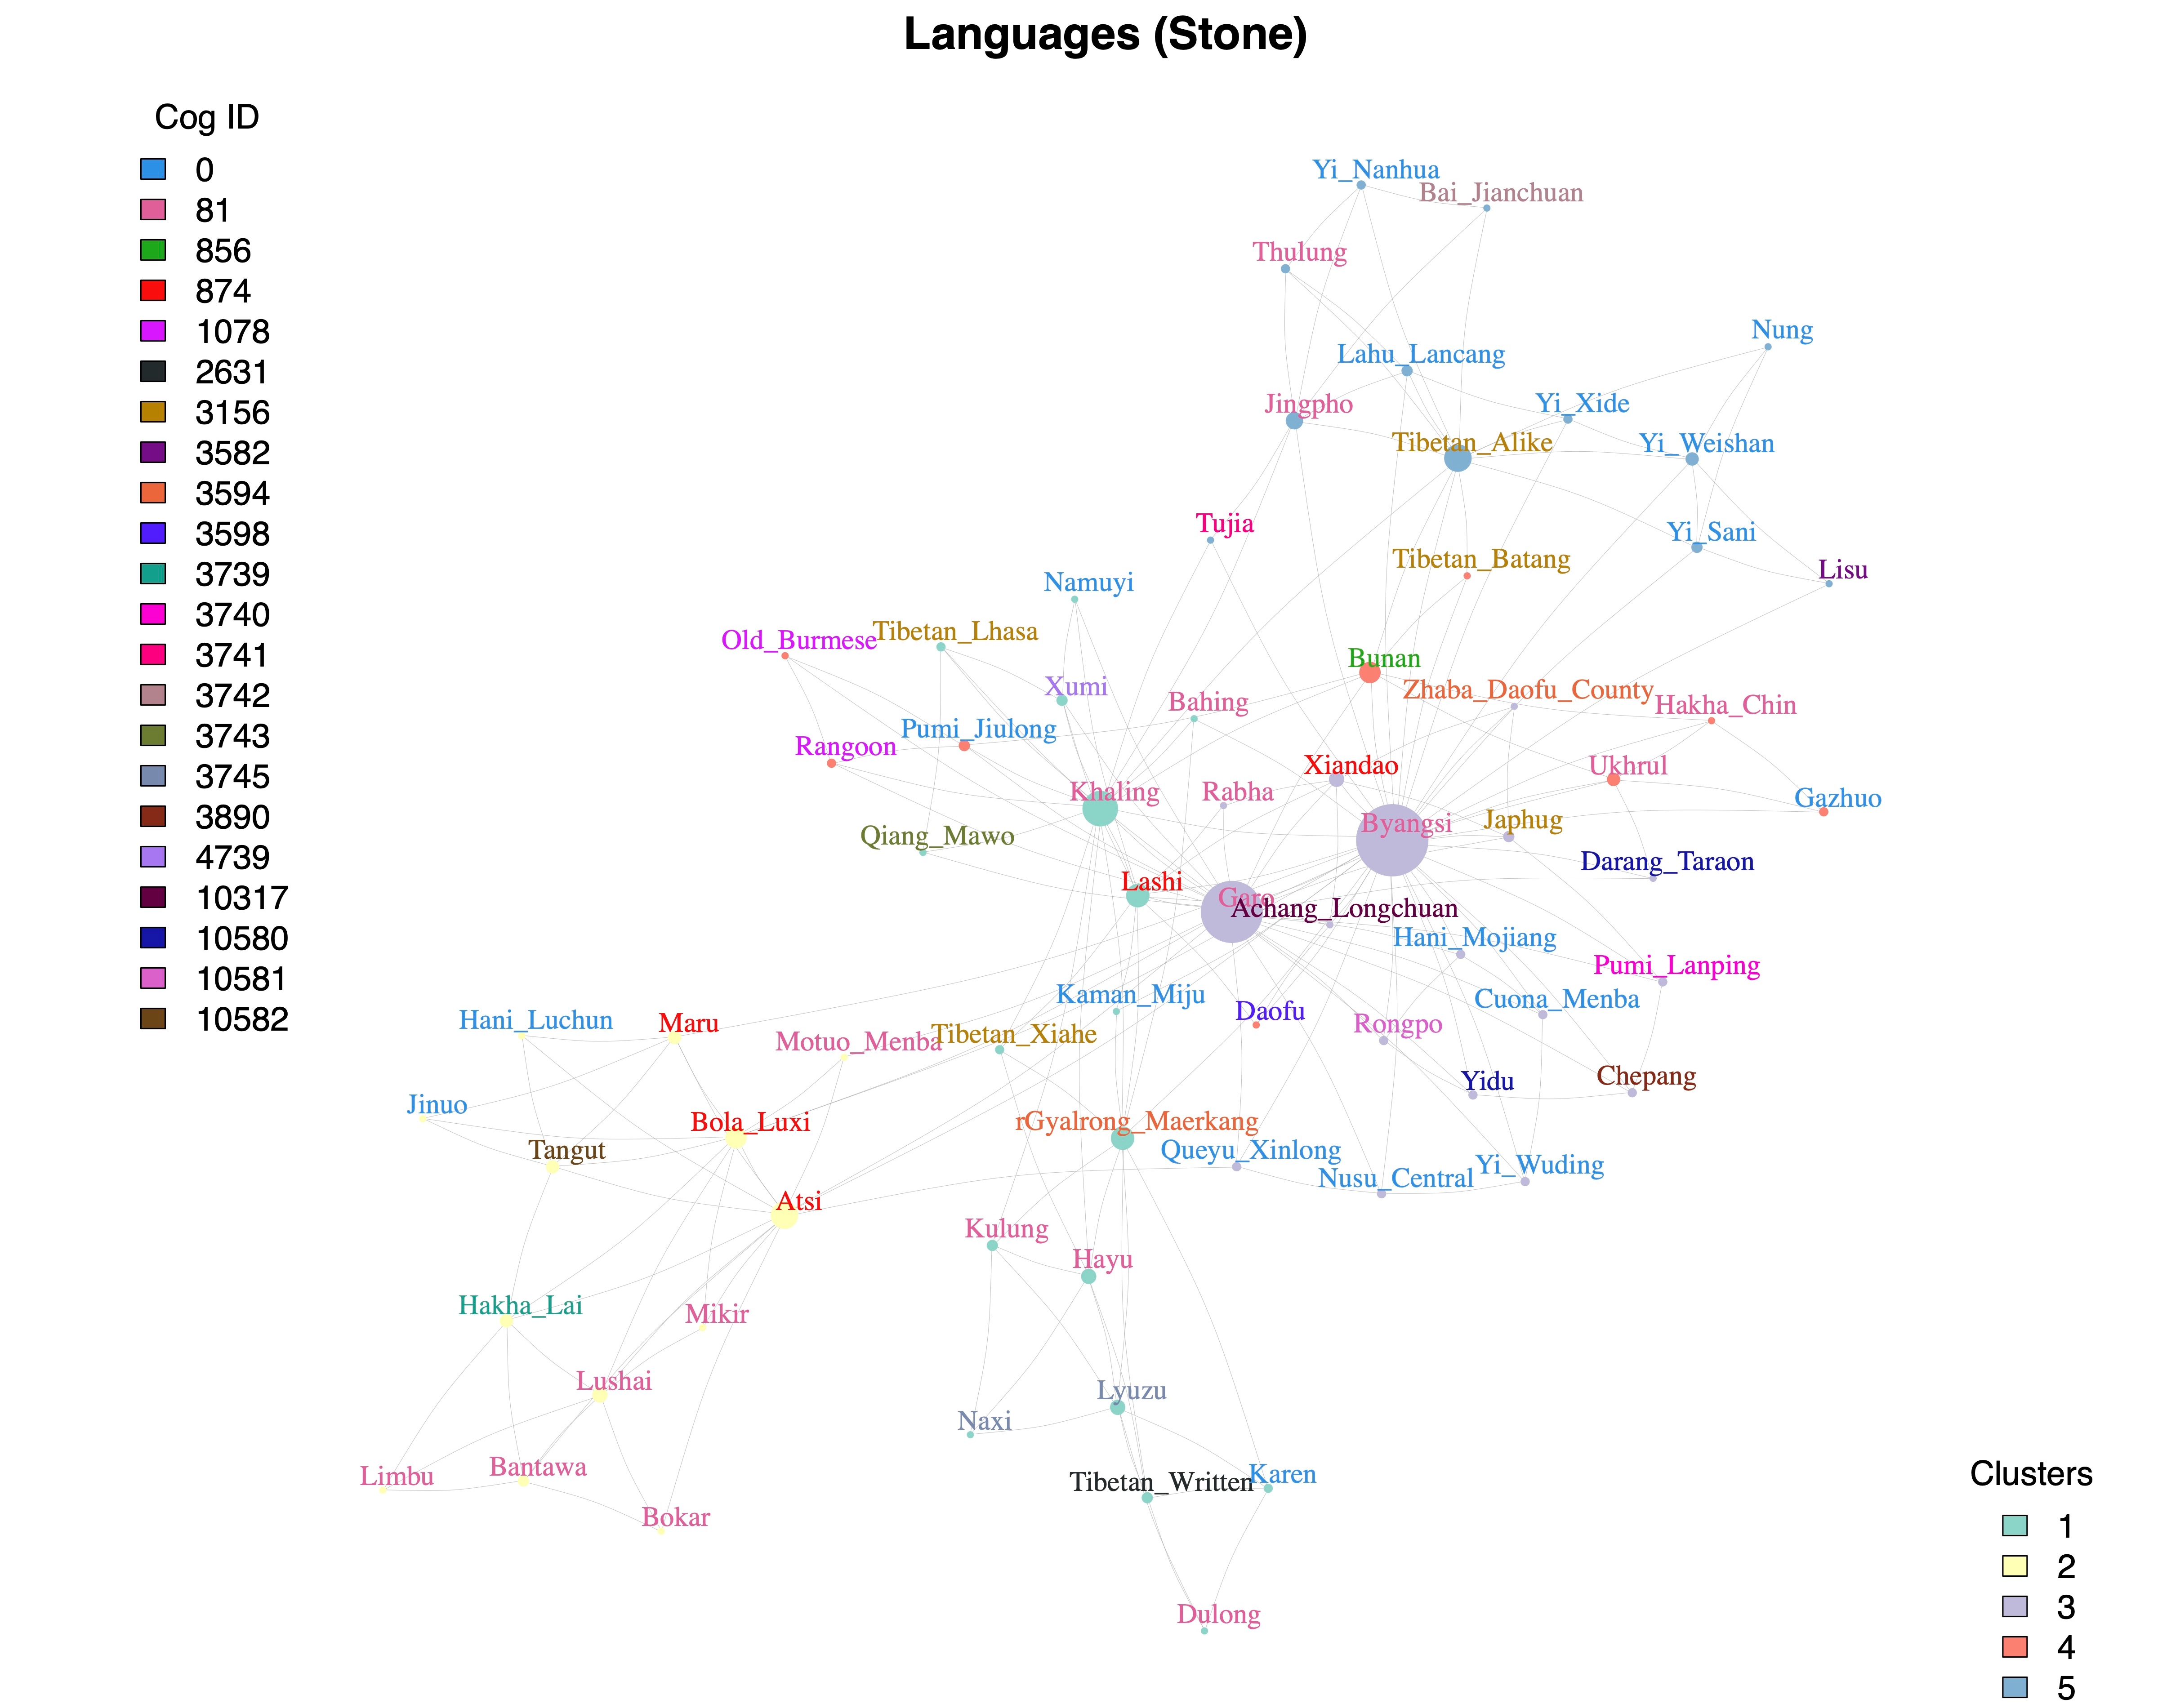 Languages (Stone)
Cog ID
0
81
856
874
1078
2631
3156
3582
3594
3598
3739
3740
3741
3742
3743
3745
3890
4739
10317
10580
10581
10582
Yi_Nanhua
Bai_Jianchuan
Thulung
Nung
Lahu_Lancang
Jingpho
Yi_Xide
Tibetan_Alike
Yi_Weishan
Tujia
Yi_Sani
Tibetan_Batang
Lisu
Namuyi
Old_Burmese
Tibetan_Lhasa
Bunan
Xumi
Bahing
Zhaba_Daofu_County
Hakha_Chin
Pumi_Jiulong
Rangoon
Xiandao
Ukhrul
Khaling
Rabha
Gazhuo
Byangsi
Japhug
Qiang_Mawo
Darang_Taraon
Lashi
Garo
Achang_Longchuan
Hani_Mojiang
Pumi_Lanping
Kaman_Miju
Cuona_Menba
Daofu
Hani_Luchun
Maru
Rongpo
Motuo_Menba
Tibetan_Xiahe
Chepang
Yidu
Jinuo
Bola_Luxi
rGyalrong_Maerkang
Tangut
Queyu_Xinlong
Yi_Wuding
Nusu_Central
Atsi
Kulung
Hayu
Hakha_Lai
Mikir
Lushai
Lyuzu
Naxi
Bantawa
Limbu
Karen
Tibetan_Written
Bokar
Dulong
Clusters
1
2
3
4
5